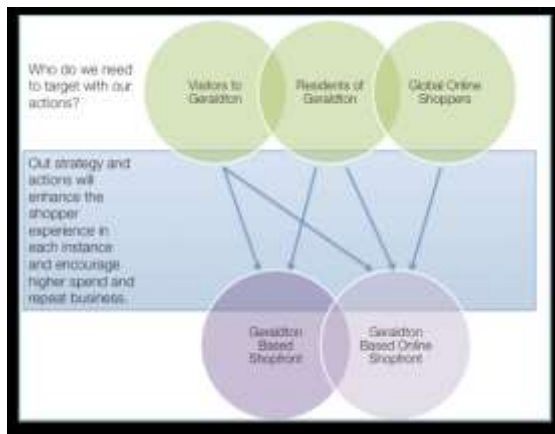 Who do we need
to target with our
actions?
Visitors to
Geraldton
Residents of
Geraldton
Global Online
Shoppers
Out strategy and
actions will
enhance the
shopper
experience in
each instance
and encourage
higher spend and
repeat business.
Geraldton
Based
Shopfront
Geraldton
Based Online
Shopfront